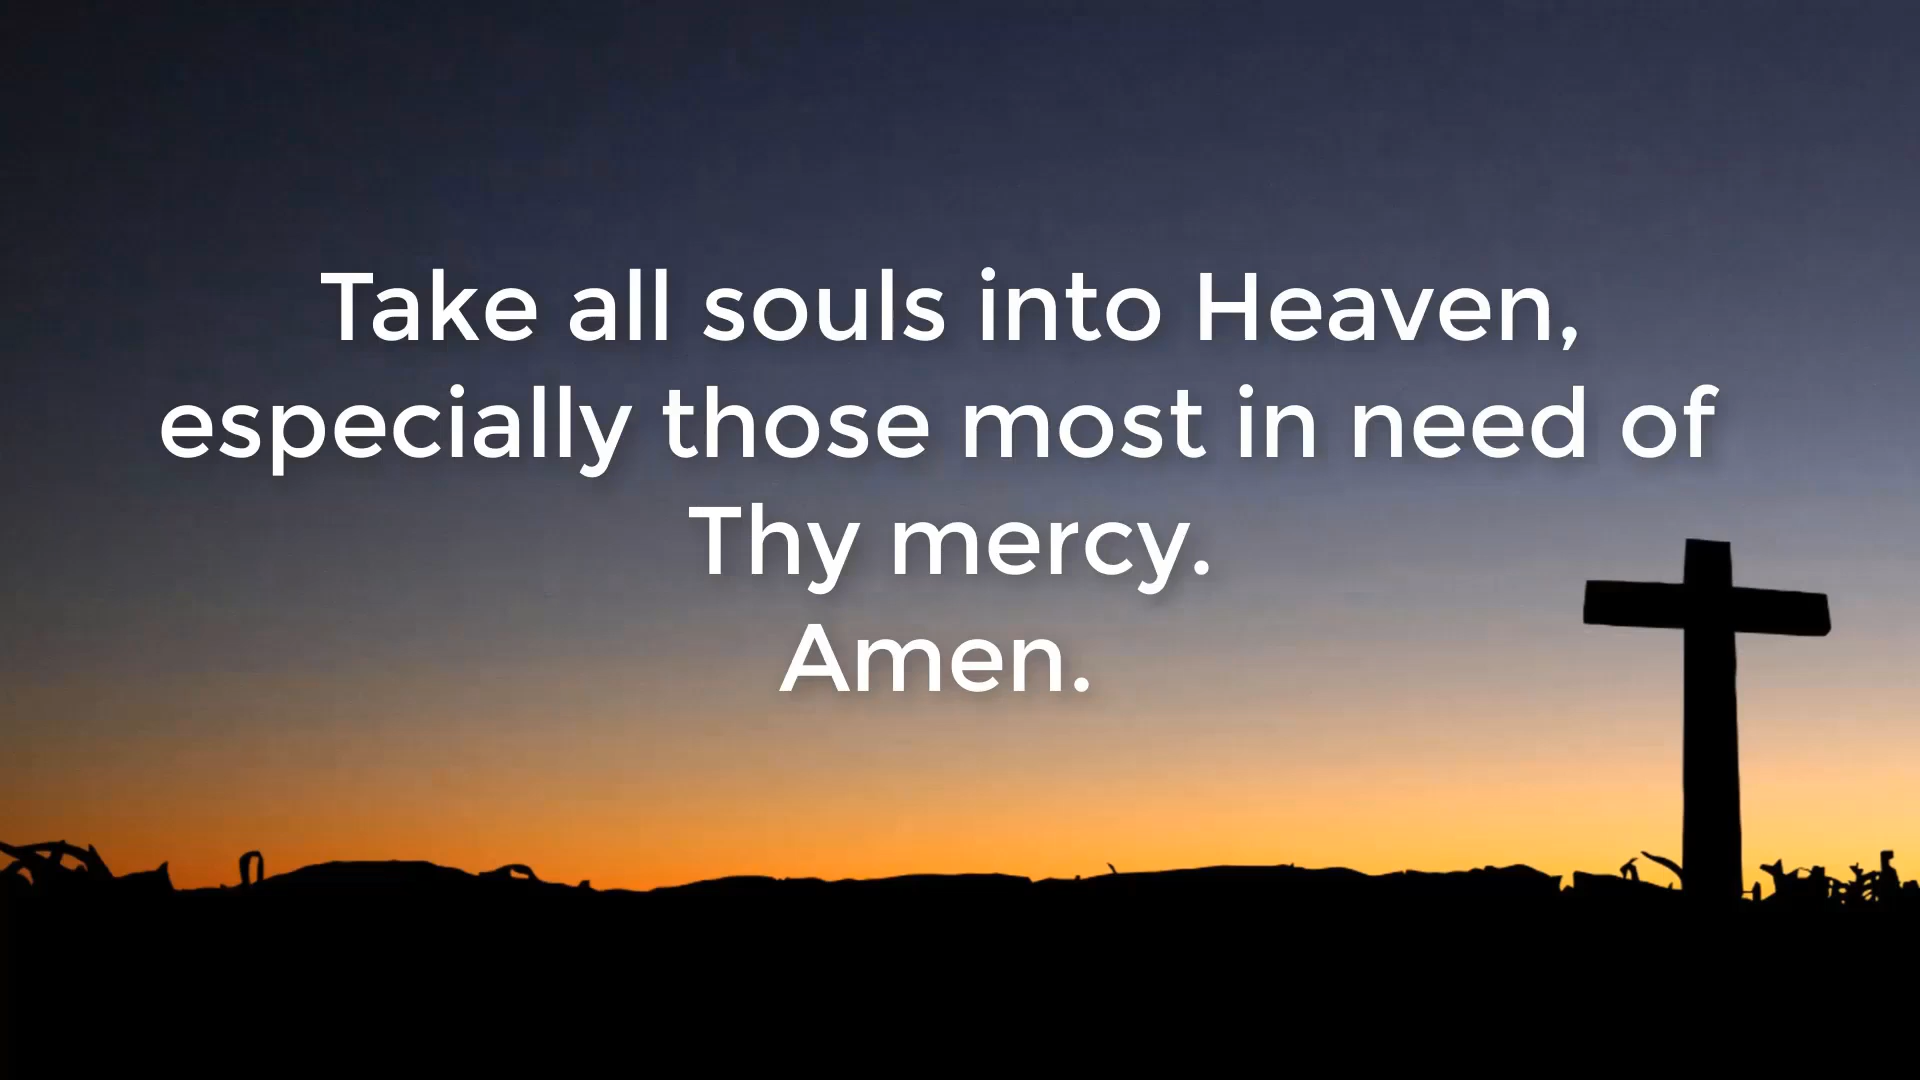 Take all souls into Heaven,
especially those most in need of
Thy mercy.
Amen.